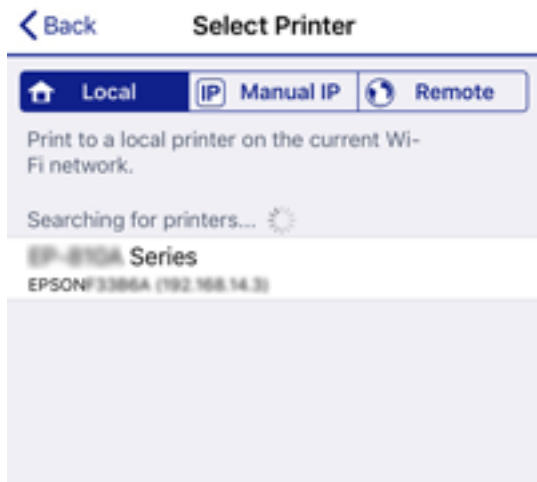 Back
Select Printer
Local
IP Manual IP
Remote
Print to a local printer on the current Wi-
Fi network.
Searching for printers...
Series
EPSON